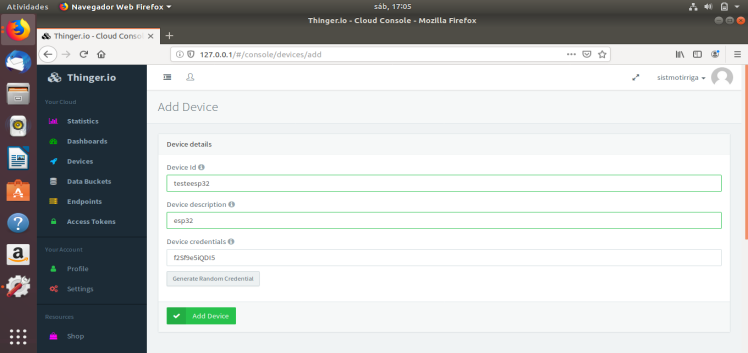 Atividades
Navegador Web Firefox
sáb, 17:05
Thinger.io - Cloud Console - Mozilla Firefox
Thinger.io - Cloud Conso
127.0.0.1/#/console/devices/add
Thinger.io
sistmotirriga
Your Cloud
Statistics
Dashboards
Devices
Data Buckets
Endpoints
Access Tokens
Your Account
Profile
Settings
Resources
Shop
Add Device
Device details
Device Id
testeesp32
Device description
esp32
Device credentials
f2Sf9e5iQDI5
Generate Random Credential
Add Device